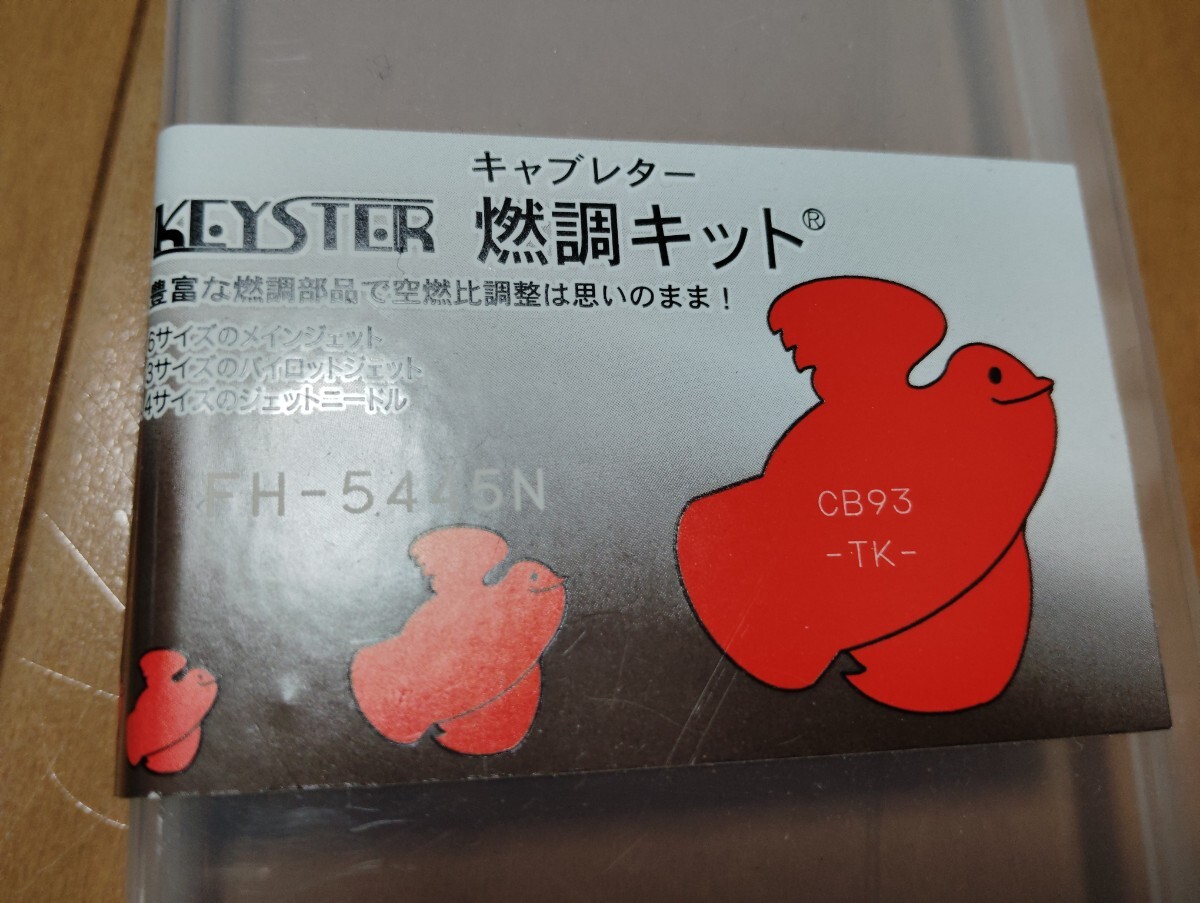 キャブレター
KEYSTER 燃調キット®
豊富な燃調部品で空燃比調整は思いのまま!
6サイズのメインジェット
3サイズのパイロットジェット
4サイズのジェットニードル
FH-5445N
CB93
-TK-